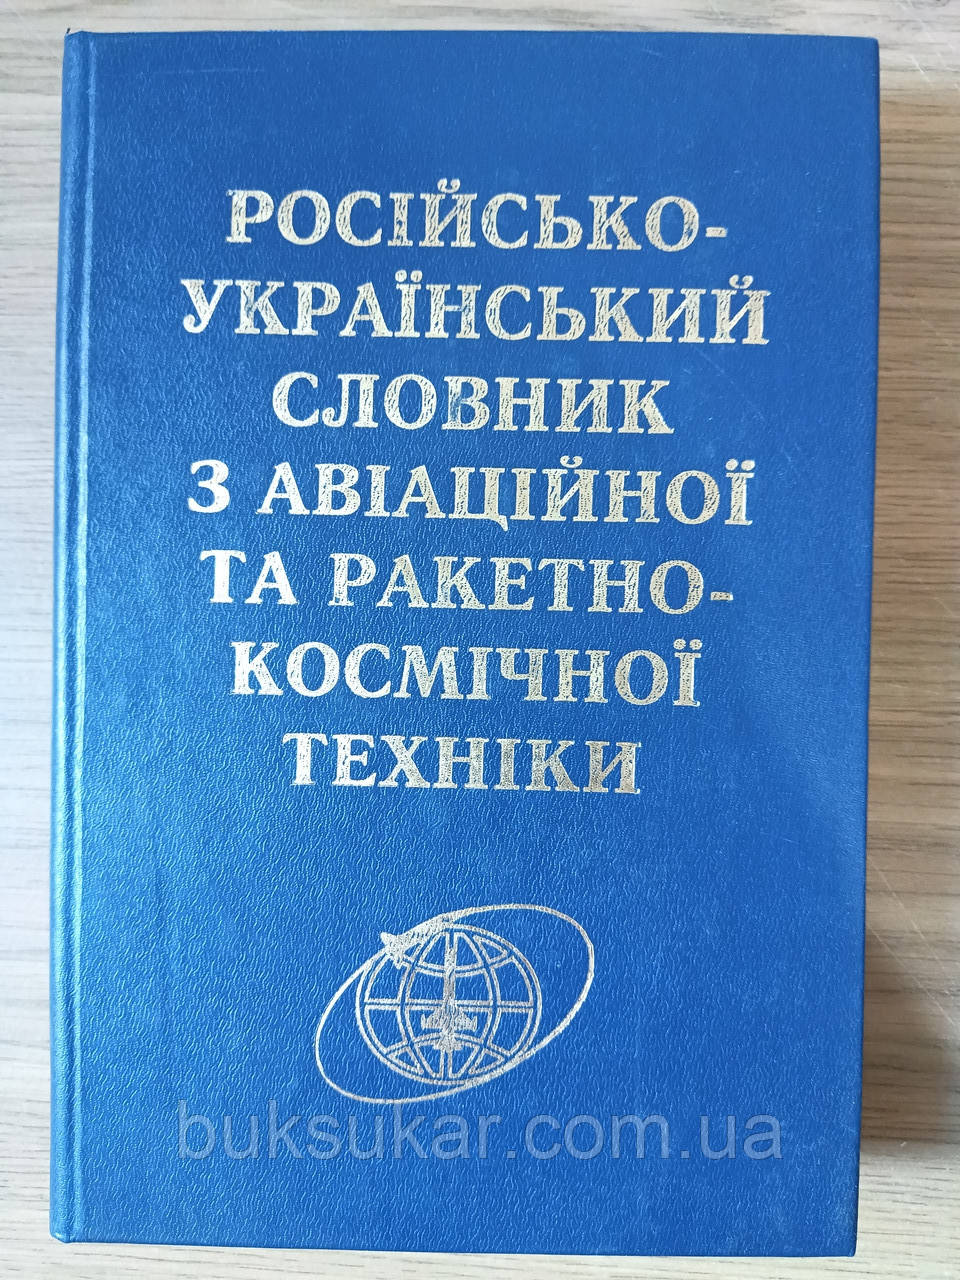 РОСІЙСЬКО-
УКРАЇНСЬКИЙ
СЛОВНИК
З АВІАЦІЙНОЇ
ТА РАКЕТНО-
КОСМІЧНОЇ
ТЕХНІКИ
buksukar.com.ua